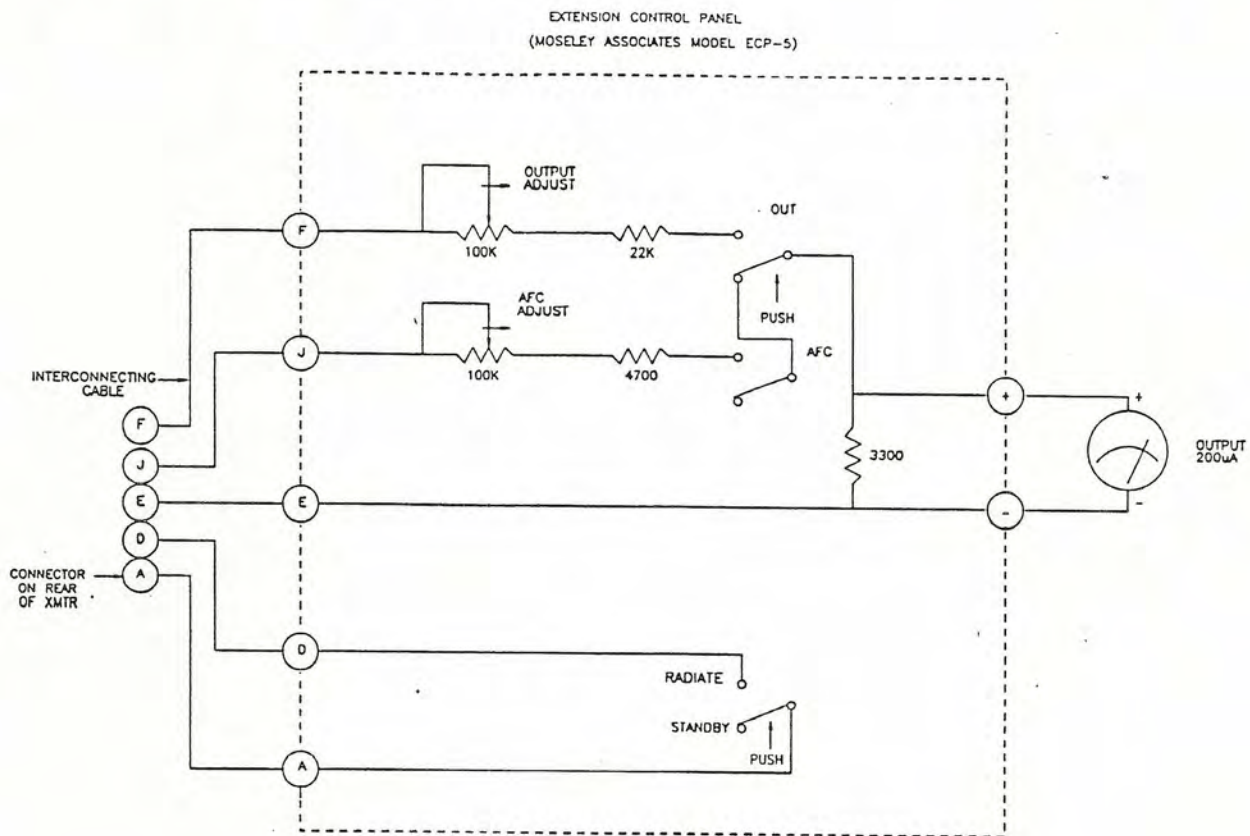 EXTENSION CONTROL PANEL
(MOSELEY ASSOCIATES MODEL ECP-5)
OUTPUT
ADJUST
OUT
F
100K
22K
AFC
ADJUST
PUSH
J
AFC
100K
4700
INTERCONNECTING
CABLE
+
+
F
OUTPUT
200uA
J
3300
E
E
-
-
D
CONNECTOR
ON REAR
OF XMTR
A
D
RADIATE
STANDBY
PUSH
A